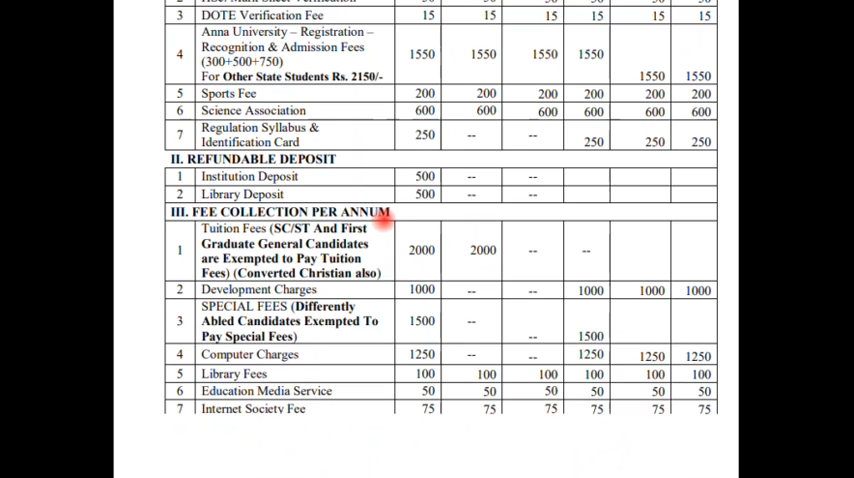 3 DOTE Verification Fee 15 15 15 15 15 15
Anna University – Registration –
Recognition & Admission Fees
4 (300+500+750) 1550 1550 1550 1550
For Other State Students Rs. 2150/- 1550 1550
5 Sports Fee 200 200 200 200 200 200
6 Science Association 600 600 600 600 600 600
7 Regulation Syllabus & 250 -- --
Identification Card 250 250 250
II. REFUNDABLE DEPOSIT
1 Institution Deposit 500 -- --
2 Library Deposit 500 -- --
III. FEE COLLECTION PER ANNUM
Tuition Fees (SC/ST And First
Graduate General Candidates
1 are Exempted to Pay Tuition 2000 2000 -- --
Fees) (Converted Christian also)
2 Development Charges 1000 -- -- 1000 1000 1000
SPECIAL FEES (Differently
3 Abled Candidates Exempted To 1500 --
Pay Special Fees) -- 1500
4 Computer Charges 1250 -- -- 1250 1250 1250
5 Library Fees 100 100 100 100 100 100
6 Education Media Service 50 50 50 50 50 50
7 Internet Society Fee 75 75 75 75 75 75